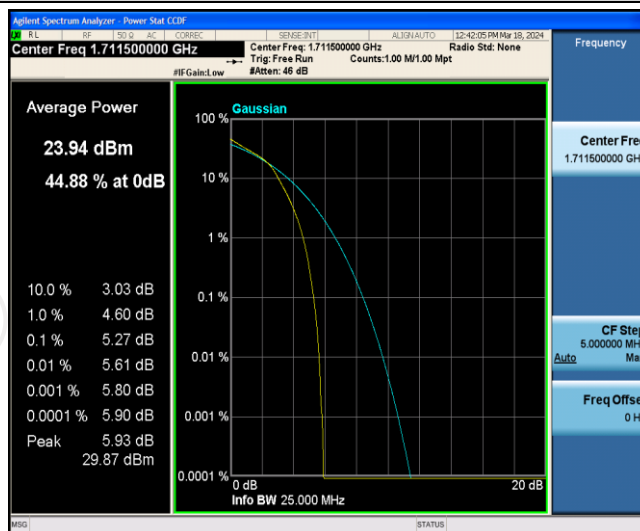 Agilent Spectrum Analyzer - Power Stat CCDF
RL RF 50 Ω AC CORREC SENSE:INT ALIGNAUTO 12:42:05 PM Mar 18, 2024
Center Freq 1.711500000 GHz
Center Freq: 1.711500000 GHz
Radio Std: None
Trig: Free Run
Counts:1.00 M/1.00 Mpt
#IFGain:Low
#Atten: 46 dB
Frequency
Average Power
23.94 dBm
44.88 % at 0dB
10.0 % 3.03 dB
1.0 % 4.60 dB
0.1 % 5.27 dB
0.01 % 5.61 dB
0.001 % 5.80 dB
0.0001 % 5.90 dB
Peak 5.93 dB
29.87 dBm
Gaussian
100 %
10 %
1 %
0.1 %
0.01 %
0.001 %
0.0001 %
0 dB
20 dB
Info BW 25.000 MHz
Center Fre
1.711500000 GH
CF Step
5.000000 MH
Auto Ma
Freq Offse
0 H
MSG
STATUS